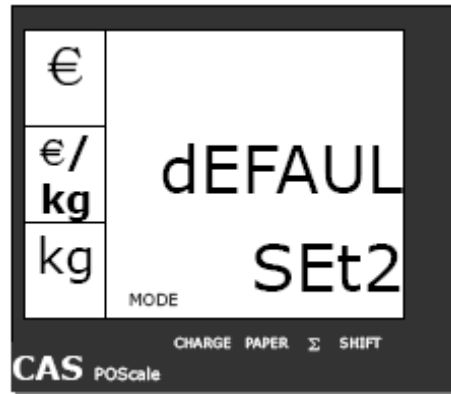 €
€/
kg
dEFAUL
kg
SEt2
MODE
CHARGE PAPER Σ SHIFT
CAS POScale